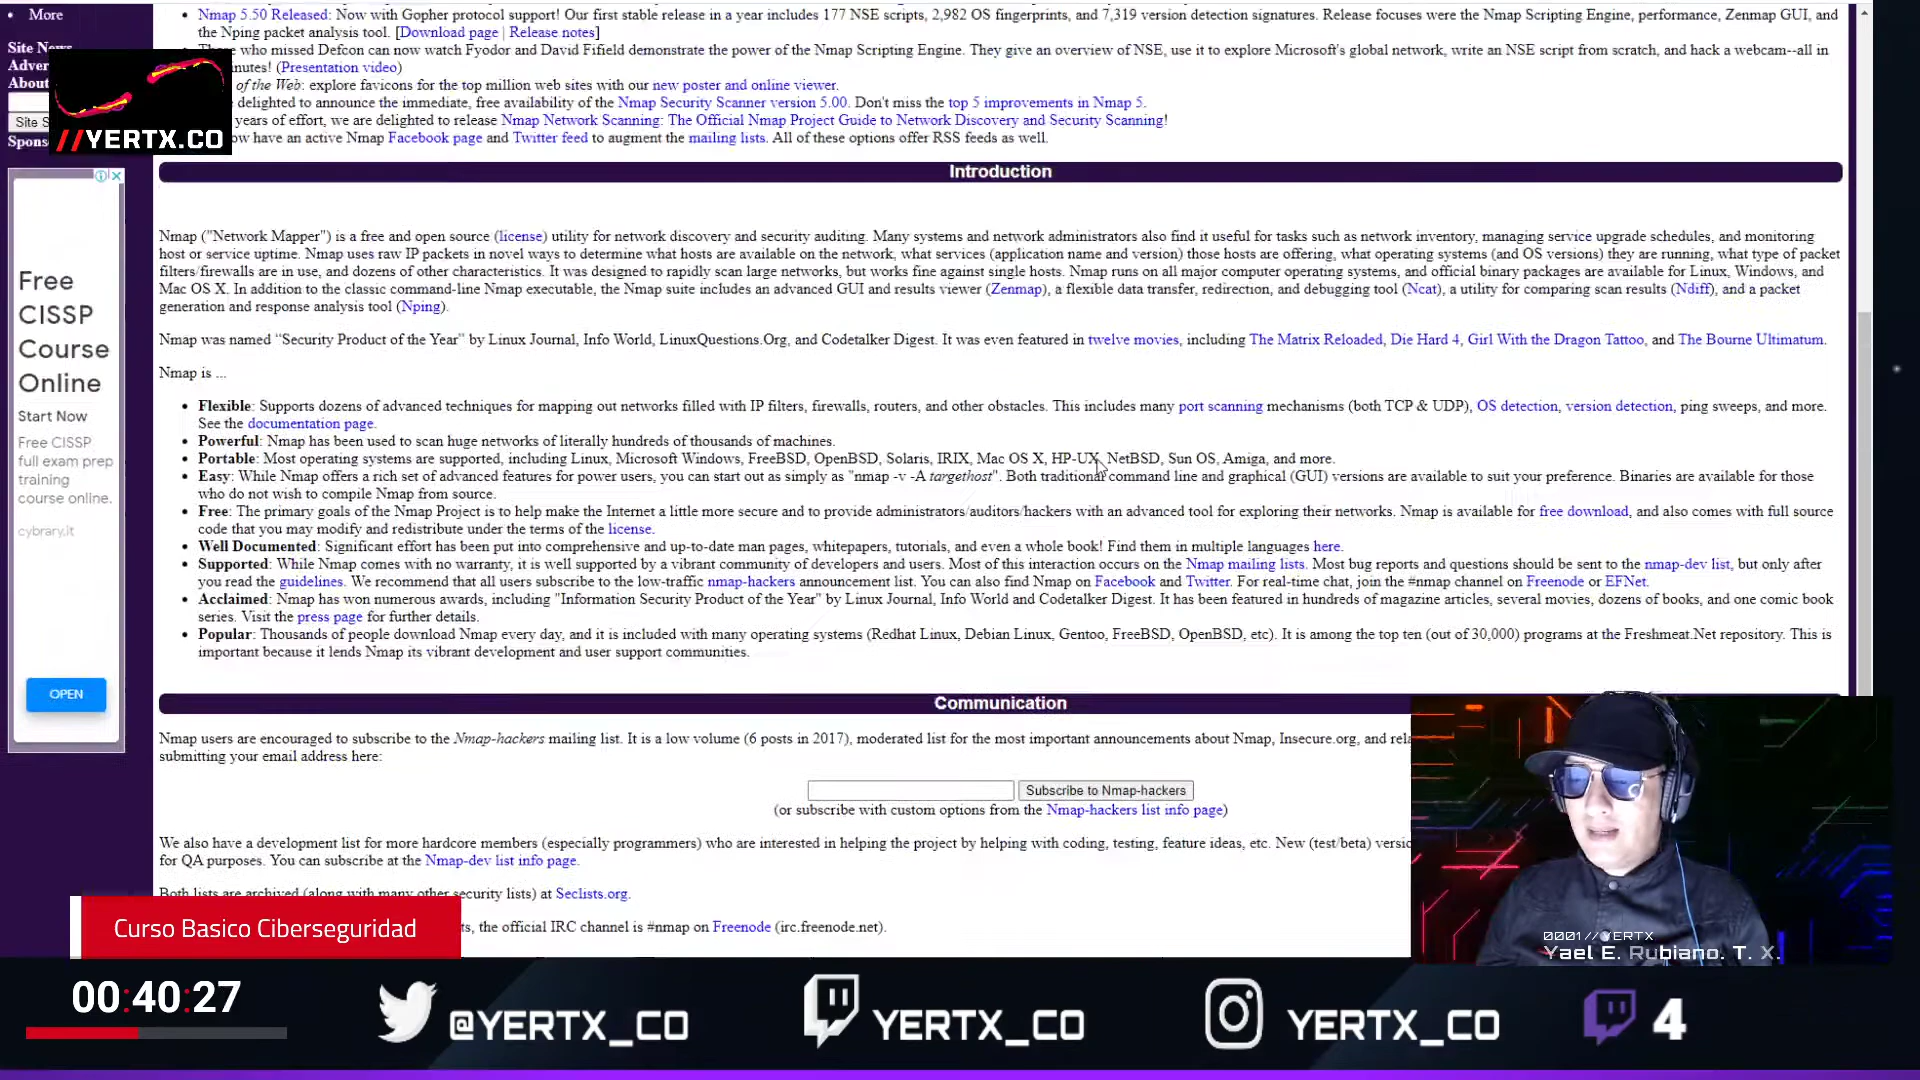 More
Nmap 5.50 Released: Now with Gopher protocol support! Our first stable release in a year includes 177 NSE scripts, 2,982 OS fingerprints, and 7,319 version detection signatures. Release focuses were the Nmap Scripting Engine, performance, Zenmap GUI, and
the Nping packet analysis tool. [Download page | Release notes]
Site News
who missed Defcon can now watch Fyodor and David Fifield demonstrate the power of the Nmap Scripting Engine. They give an overview of NSE, use it to explore Microsoft's global network, write an NSE script from scratch, and hack a webcam--all in
Adver
minutes! (Presentation video)
About
of the Web: explore favicons for the top million web sites with our new poster and online viewer.
delighted to announce the immediate, free availability of the Nmap Security Scanner version 5.00. Don't miss the top 5 improvements in Nmap 5.
Site S
years of effort, we are delighted to release Nmap Network Scanning: The Official Nmap Project Guide to Network Discovery and Security Scanning!
Spons
have an active Nmap Facebook page and Twitter feed to augment the mailing lists. All of these options offer RSS feeds as well.
//YERTX.CO
Introduction
Nmap ("Network Mapper") is a free and open source (license) utility for network discovery and security auditing. Many systems and network administrators also find it useful for tasks such as network inventory, managing service upgrade schedules, and monitoring
host or service uptime. Nmap uses raw IP packets in novel ways to determine what hosts are available on the network, what services (application name and version) those hosts are offering, what operating systems (and OS versions) they are running, what type of packet
filters/firewalls are in use, and dozens of other characteristics. It was designed to rapidly scan large networks, but works fine against single hosts. Nmap runs on all major computer operating systems, and official binary packages are available for Linux, Windows, and
Mac OS X. In addition to the classic command-line Nmap executable, the Nmap suite includes an advanced GUI and results viewer (Zenmap), a flexible data transfer, redirection, and debugging tool (Ncat), a utility for comparing scan results (Ndiff), and a packet
generation and response analysis tool (Nping).
Nmap was named “Security Product of the Year” by Linux Journal, Info World, LinuxQuestions.Org, and Codetalker Digest. It was even featured in twelve movies, including The Matrix Reloaded, Die Hard 4, Girl With the Dragon Tattoo, and The Bourne Ultimatum.
Nmap is ...
Flexible: Supports dozens of advanced techniques for mapping out networks filled with IP filters, firewalls, routers, and other obstacles. This includes many port scanning mechanisms (both TCP & UDP), OS detection, version detection, ping sweeps, and more.
See the documentation page.
Powerful: Nmap has been used to scan huge networks of literally hundreds of thousands of machines.
Portable: Most operating systems are supported, including Linux, Microsoft Windows, FreeBSD, OpenBSD, Solaris, IRIX, Mac OS X, HP-UX, NetBSD, Sun OS, Amiga, and more.
Easy: While Nmap offers a rich set of advanced features for power users, you can start out as simply as "nmap -v -A targethost". Both traditional command line and graphical (GUI) versions are available to suit your preference. Binaries are available for those
who do not wish to compile Nmap from source.
Free: The primary goals of the Nmap Project is to help make the Internet a little more secure and to provide administrators/auditors/hackers with an advanced tool for exploring their networks. Nmap is available for free download, and also comes with full source
code that you may modify and redistribute under the terms of the license.
Well Documented: Significant effort has been put into comprehensive and up-to-date man pages, whitepapers, tutorials, and even a whole book! Find them in multiple languages here.
Supported: While Nmap comes with no warranty, it is well supported by a vibrant community of developers and users. Most of this interaction occurs on the Nmap mailing lists. Most bug reports and questions should be sent to the nmap-dev list, but only after
you read the guidelines. We recommend that all users subscribe to the low-traffic nmap-hackers announcement list. You can also find Nmap on Facebook and Twitter. For real-time chat, join the #nmap channel on Freenode or EFNet.
Acclaimed: Nmap has won numerous awards, including "Information Security Product of the Year" by Linux Journal, Info World and Codetalker Digest. It has been featured in hundreds of magazine articles, several movies, dozens of books, and one comic book
series. Visit the press page for further details.
Popular: Thousands of people download Nmap every day, and it is included with many operating systems (Redhat Linux, Debian Linux, Gentoo, FreeBSD, OpenBSD, etc). It is among the top ten (out of 30,000) programs at the Freshmeat.Net repository. This is
important because it lends Nmap its vibrant development and user support communities.
Free
CISSP
Course
Online
Start Now
Free CISSP
full exam prep
training
course online.
cybrary.it
OPEN
Communication
Nmap users are encouraged to subscribe to the Nmap-hackers mailing list. It is a low volume (6 posts in 2017), moderated list for the most important announcements about Nmap, Insecure.org, and rela
submitting your email address here:
Subscribe to Nmap-hackers
(or subscribe with custom options from the Nmap-hackers list info page)
We also have a development list for more hardcore members (especially programmers) who are interested in helping the project by helping with coding, testing, feature ideas, etc. New (test/beta) versio
for QA purposes. You can subscribe at the Nmap-dev list info page.
Both lists are archived (along with many other security lists) at Seclists.org.
ts, the official IRC channel is #nmap on Freenode (irc.freenode.net).
Curso Basico Ciberseguridad
0001//YERTX
Yael E. Rubiano. T. X.
00:40:27
@YERTX_CO
YERTX_CO
YERTX_CO
4